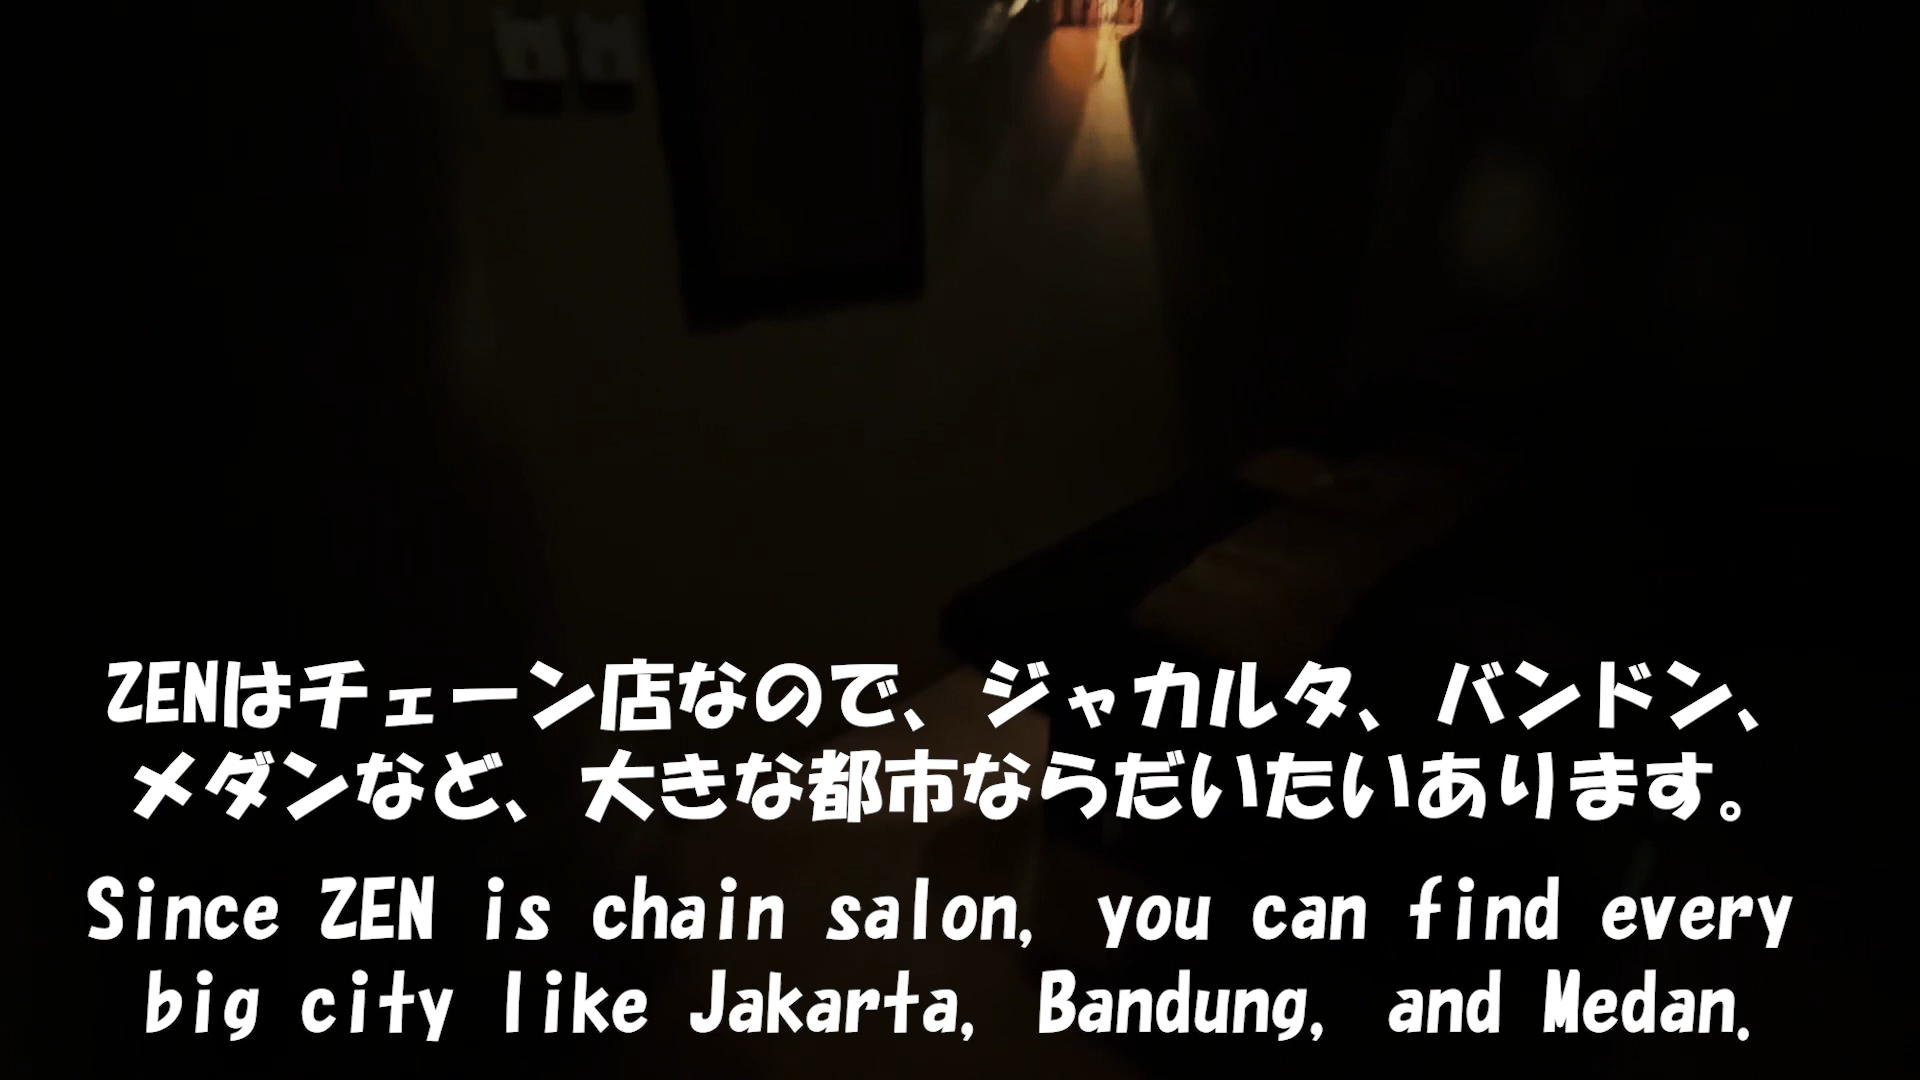 ZENはチェーン店なので、ジャカルタ、バンドン、
メダンなど、大きな都市ならだいたいあります。
Since ZEN is chain salon, you can find every
big city like Jakarta, Bandung, and Medan.